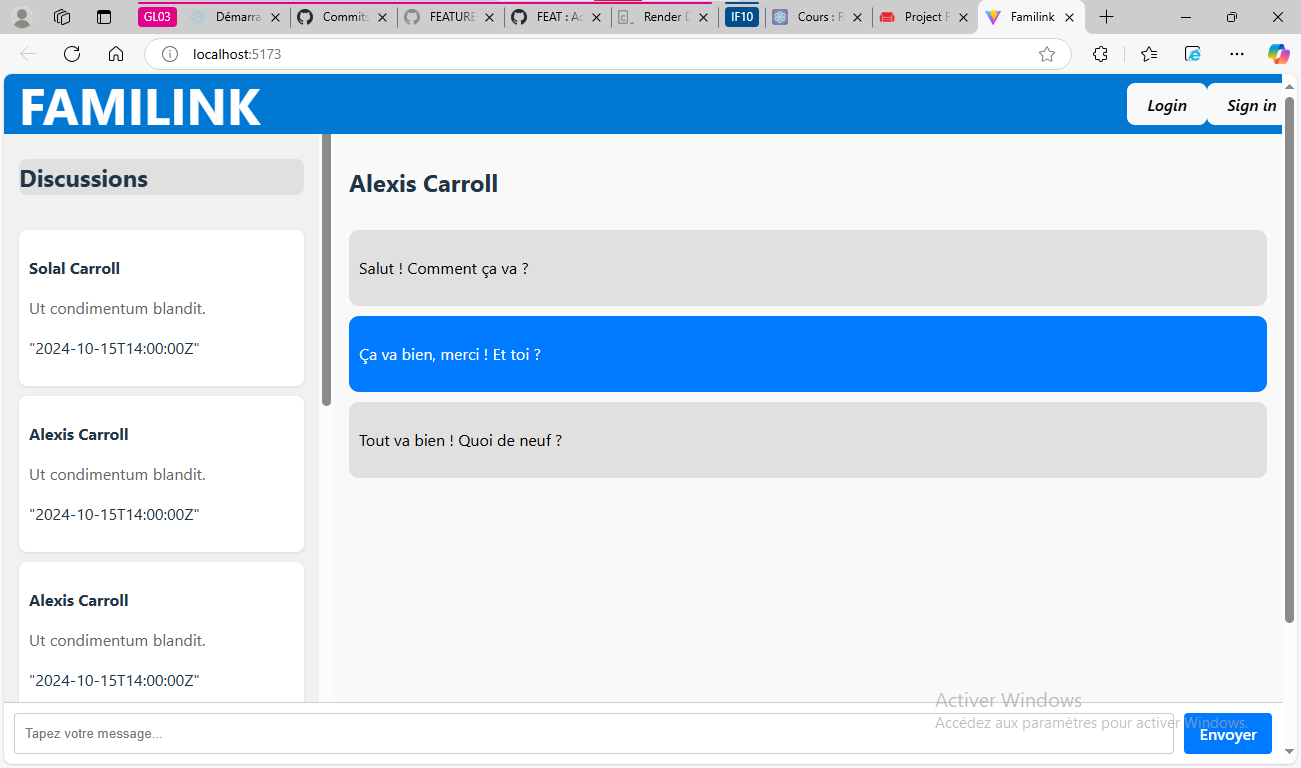 GL03
Démarra
Commits
FEATURE
FEAT : Ac
Render D
IF10
Cours : R
Project F
Familink
localhost:5173
FAMILINK
Login
Sign in
Discussions
Solal Carroll
Ut condimentum blandit.
"2024-10-15T14:00:00Z"
Alexis Carroll
Ut condimentum blandit.
"2024-10-15T14:00:00Z"
Alexis Carroll
Ut condimentum blandit.
"2024-10-15T14:00:00Z"
Alexis Carroll
Salut ! Comment ça va ?
Ça va bien, merci ! Et toi ?
Tout va bien ! Quoi de neuf ?
Activer Windows
Accédez aux paramètres pour activer Windows.
Tapez votre message...
Envoyer